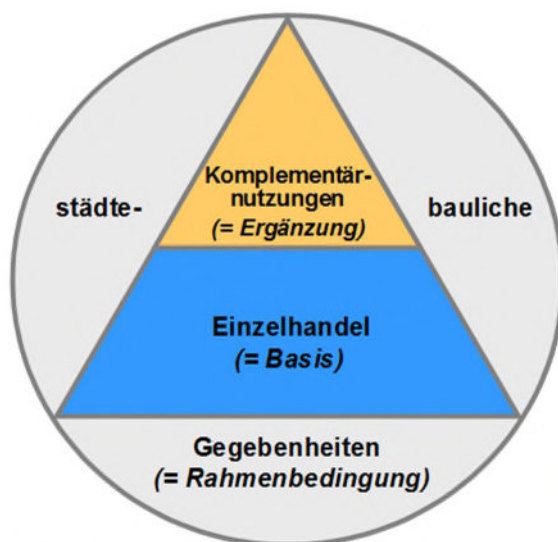 Komplementär-
nutzungen
(= Ergänzung)
städte-
bauliche
Einzelhandel
(= Basis)
Gegebenheiten
(= Rahmenbedingung)